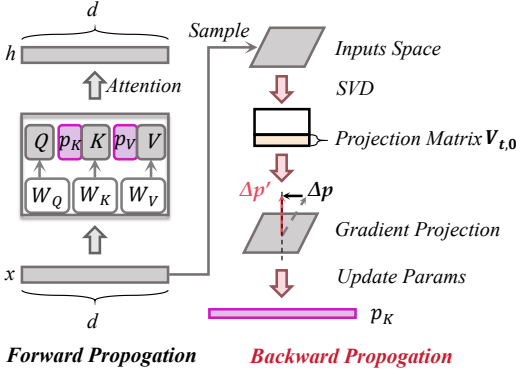 d
h
Attention
Q p_K K p_V V
W_Q W_K W_V
x
d
Forward Propogation
Sample
Inputs Space
SVD
Projection Matrix V_{t,0}
Δp′ Δp
Gradient Projection
Update Params
p_K
Backward Propogation